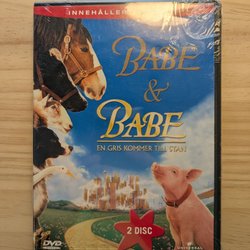 INNEHÅLLER
BABE
&
BABE
EN GRIS KOMMER TILL STAN
2 DISC
DVD
UNIVERSAL